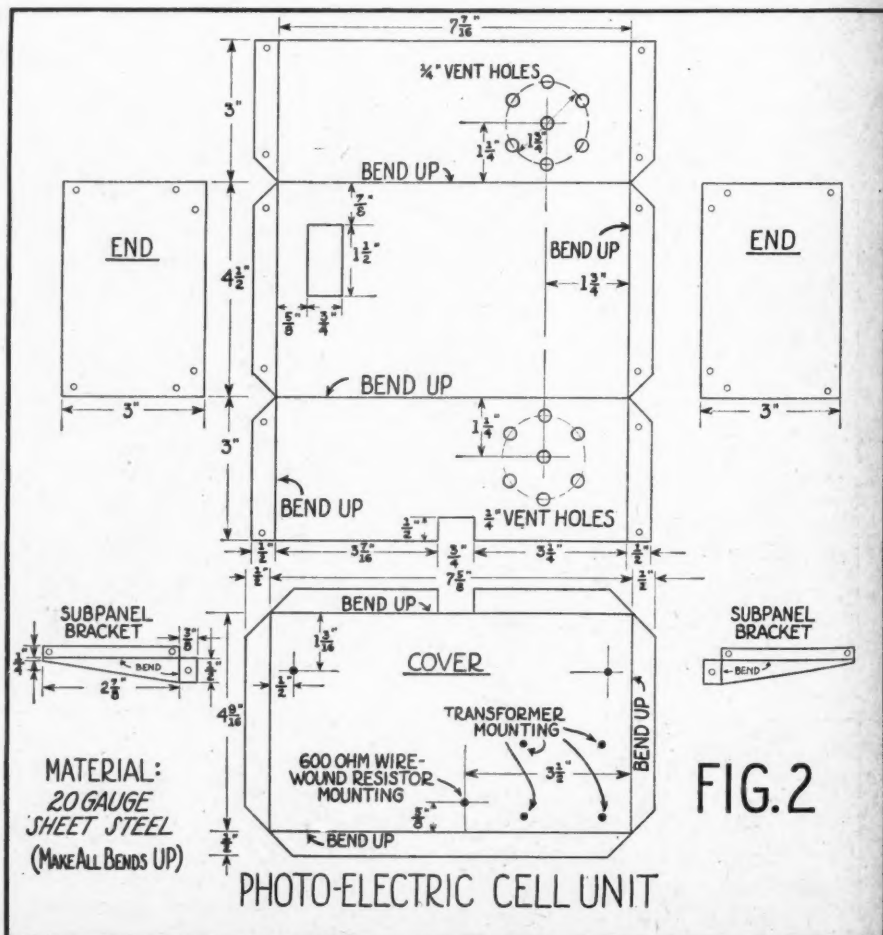 7 7/16"
1/4" VENT HOLES
3"
1 1/4"
1 3/4"
BEND UP
7/8"
END
4 1/2"
1 1/2"
BEND UP
1 3/4"
END
5/8"
3/4"
BEND UP
3"
3"
3"
1 1/4"
BEND UP
1/2"
1/4" VENT HOLES
1/2"
3 7/16"
3/4"
3 1/4"
1/2"
1/2"
7 5/8"
1/2"
SUBPANEL
BRACKET
3/8"
BEND UP
SUBPANEL
BRACKET
1 3/16"
COVER
1/4"
BEND
1/2"
BEND
2 7/8"
1/2"
4 9/16"
BEND UP
TRANSFORMER
MOUNTING
600 OHM WIRE-
WOUND RESISTOR
MOUNTING
3 1/2"
FIG.2
MATERIAL:
20 GAUGE
SHEET STEEL
(MAKE ALL BENDS UP)
5/8"
1/2"
BEND UP
PHOTO-ELECTRIC CELL UNIT